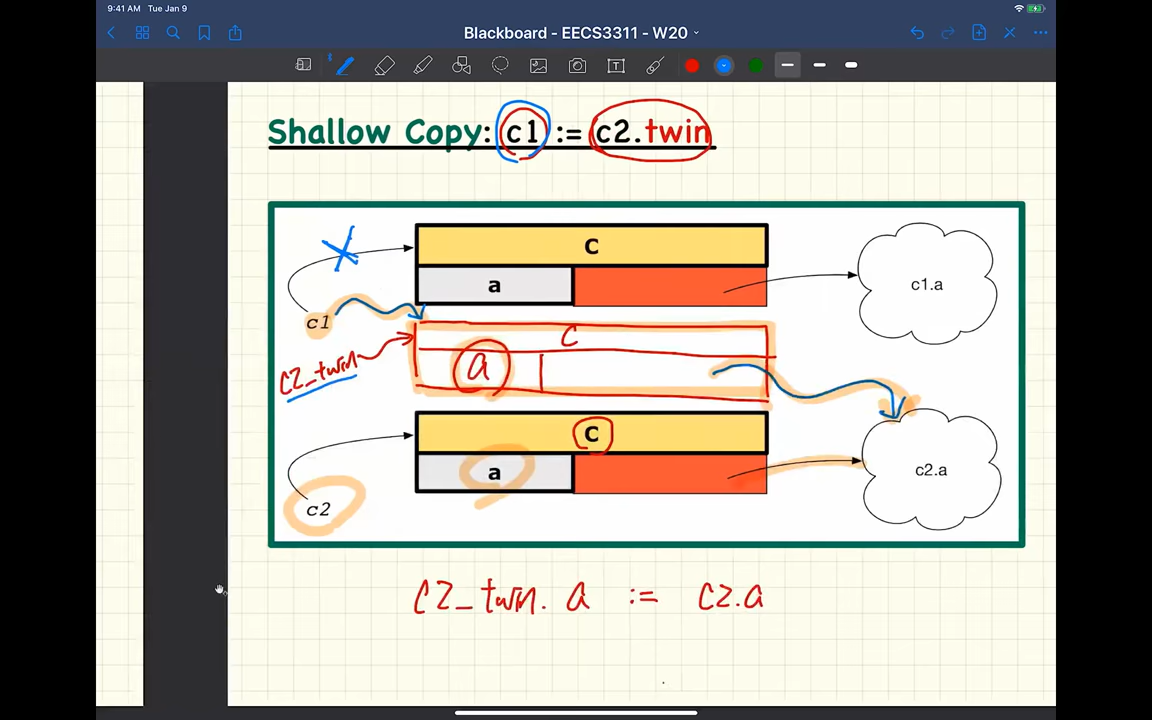 9:41 AM Tue Jan 9
Blackboard - EECS3311 - W20
Shallow Copy: c1 := c2.twin
C
a
c1.a
c1
C
c2_twin
a
C
a
c2.a
c2
c2_twin. a := c2.a